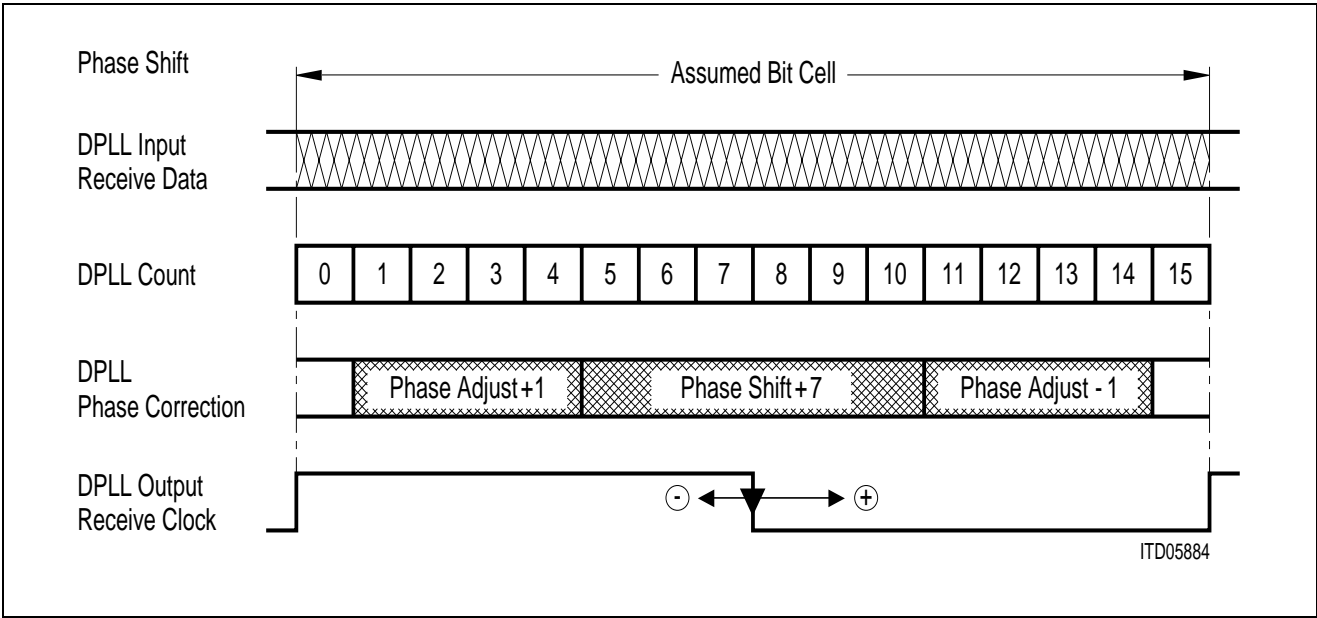 Phase Shift
Assumed Bit Cell
DPLL Input
Receive Data
DPLL Count
0 1 2 3 4 5 6 7 8 9 10 11 12 13 14 15
DPLL
Phase Correction
Phase Adjust+1 Phase Shift+7 Phase Adjust - 1
DPLL Output
Receive Clock
- +
ITD05884